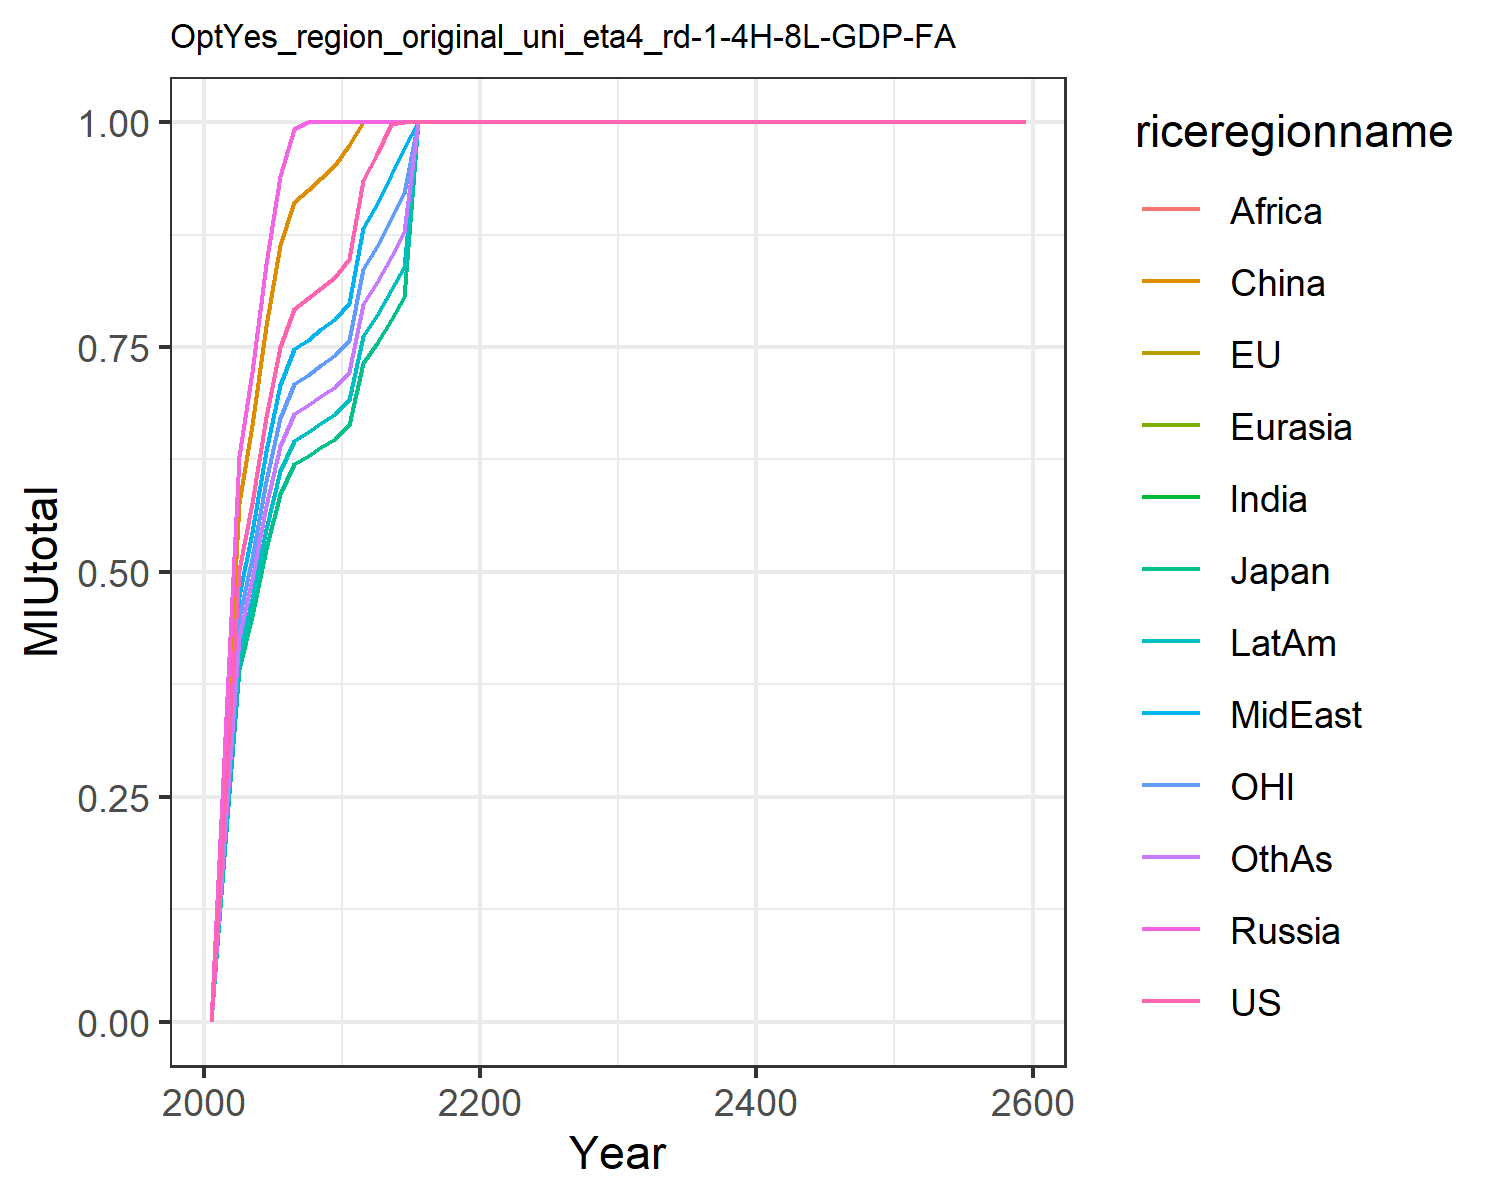 OptYes_region_original_uni_eta4_rd-1-4H-8L-GDP-FA
1.00
0.75
0.50
0.25
0.00
MIUtotal
2000
2200
2400
2600
Year
riceregionname
Africa
China
EU
Eurasia
India
Japan
LatAm
MidEast
OHI
OthAs
Russia
US